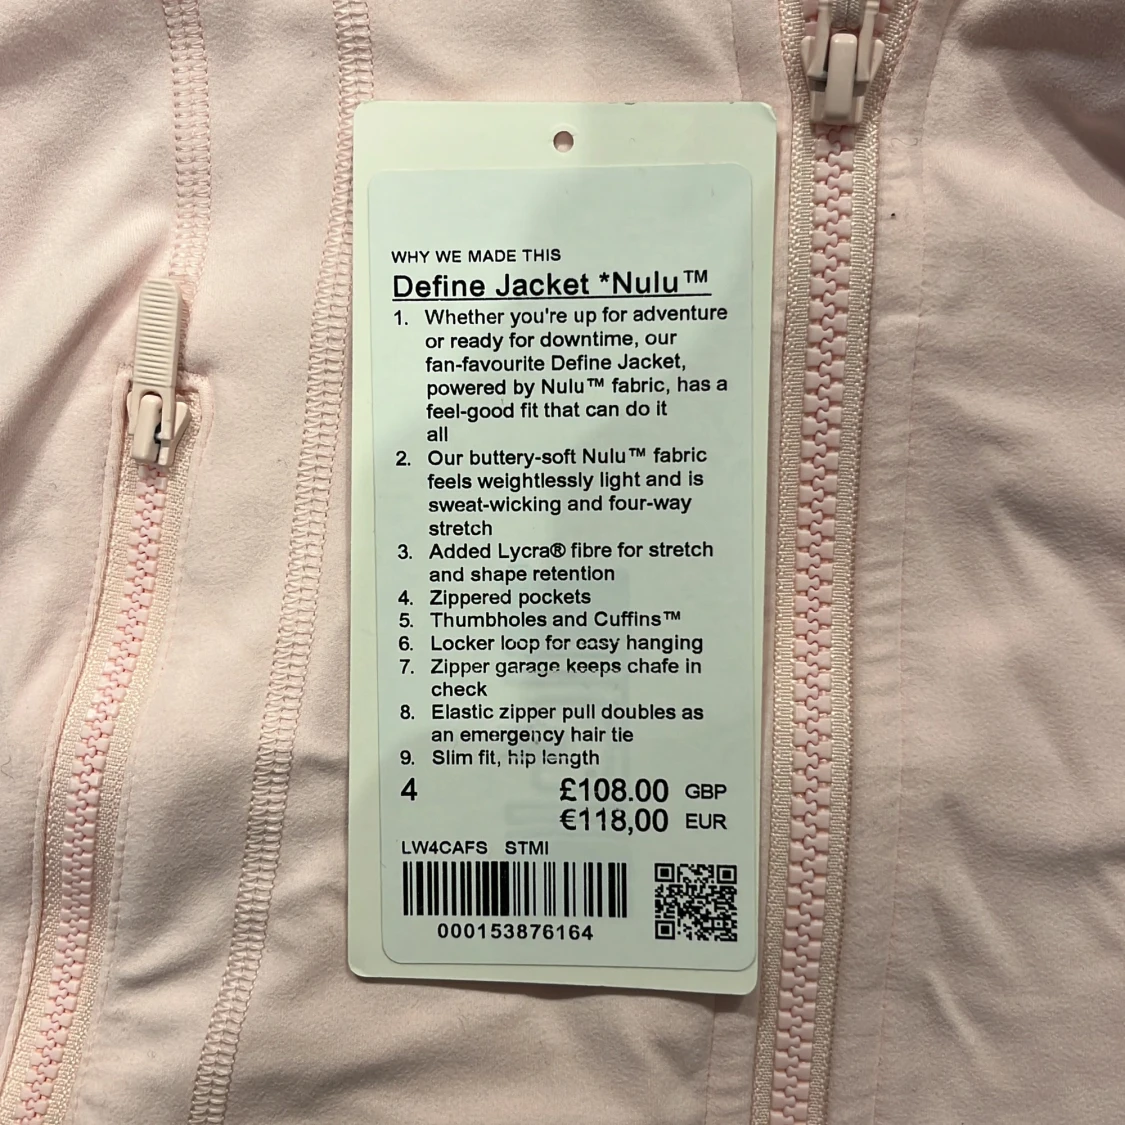 WHY WE MADE THIS
Define Jacket *Nulu™
1. Whether you're up for adventure
or ready for downtime, our
fan-favourite Define Jacket,
powered by Nulu™ fabric, has a
feel-good fit that can do it
all
2. Our buttery-soft Nulu™ fabric
feels weightlessly light and is
sweat-wicking and four-way
stretch
3. Added Lycra® fibre for stretch
and shape retention
4. Zippered pockets
5. Thumbholes and Cuffins™
6. Locker loop for easy hanging
7. Zipper garage keeps chafe in
check
8. Elastic zipper pull doubles as
an emergency hair tie
9. Slim fit, hip length
4 £108.00 GBP
€118,00 EUR
LW4CAFS STMI
000153876164